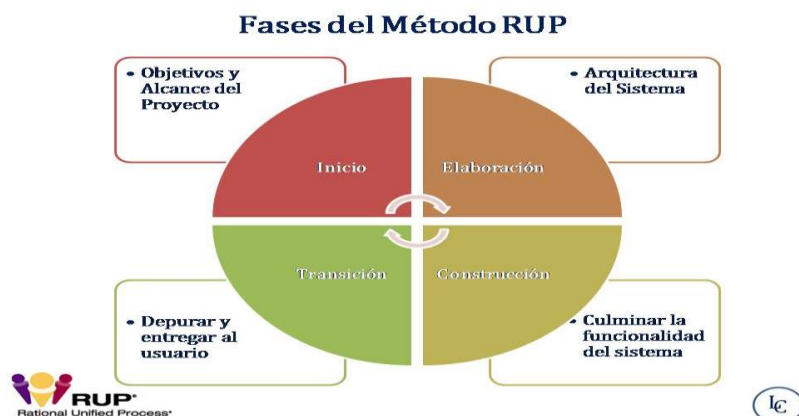 Fases del Método RUP
• Objetivos y
Alcance del
Proyecto
• Arquitectura
del Sistema
Inicio
Elaboración
Transición
Construcción
• Depurar y
entregar al
usuario
• Culminar la
funcionalidad
del sistema
RUP
Rational Unified Process
LC